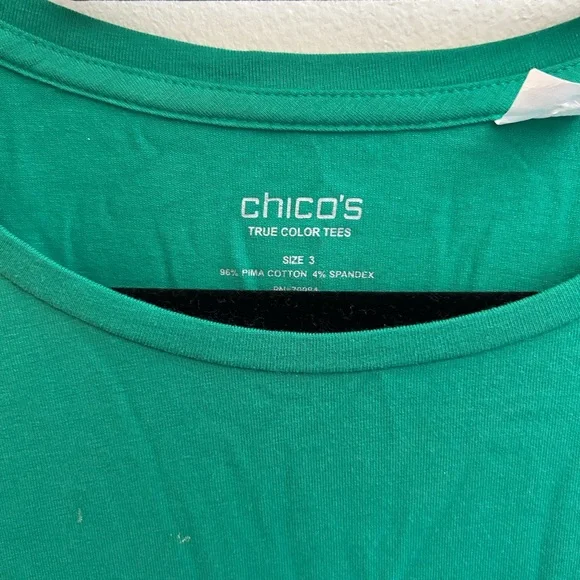 chico's
TRUE COLOR TEES
SIZE 3
96% PIMA COTTON 4% SPANDEX